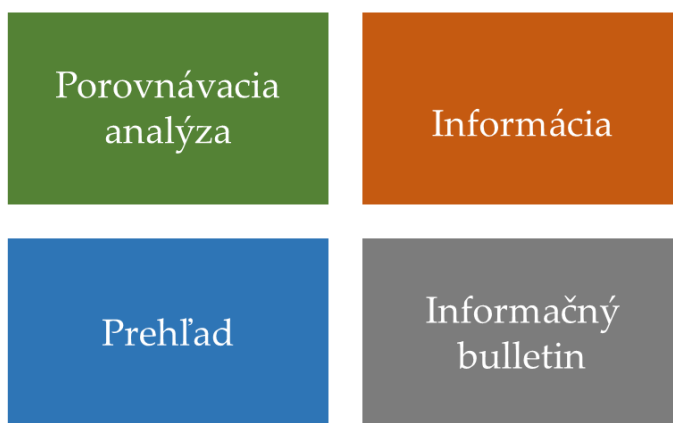 Porovnávacia
analýza
Informácia
Prehľad
Informačný
bulletin